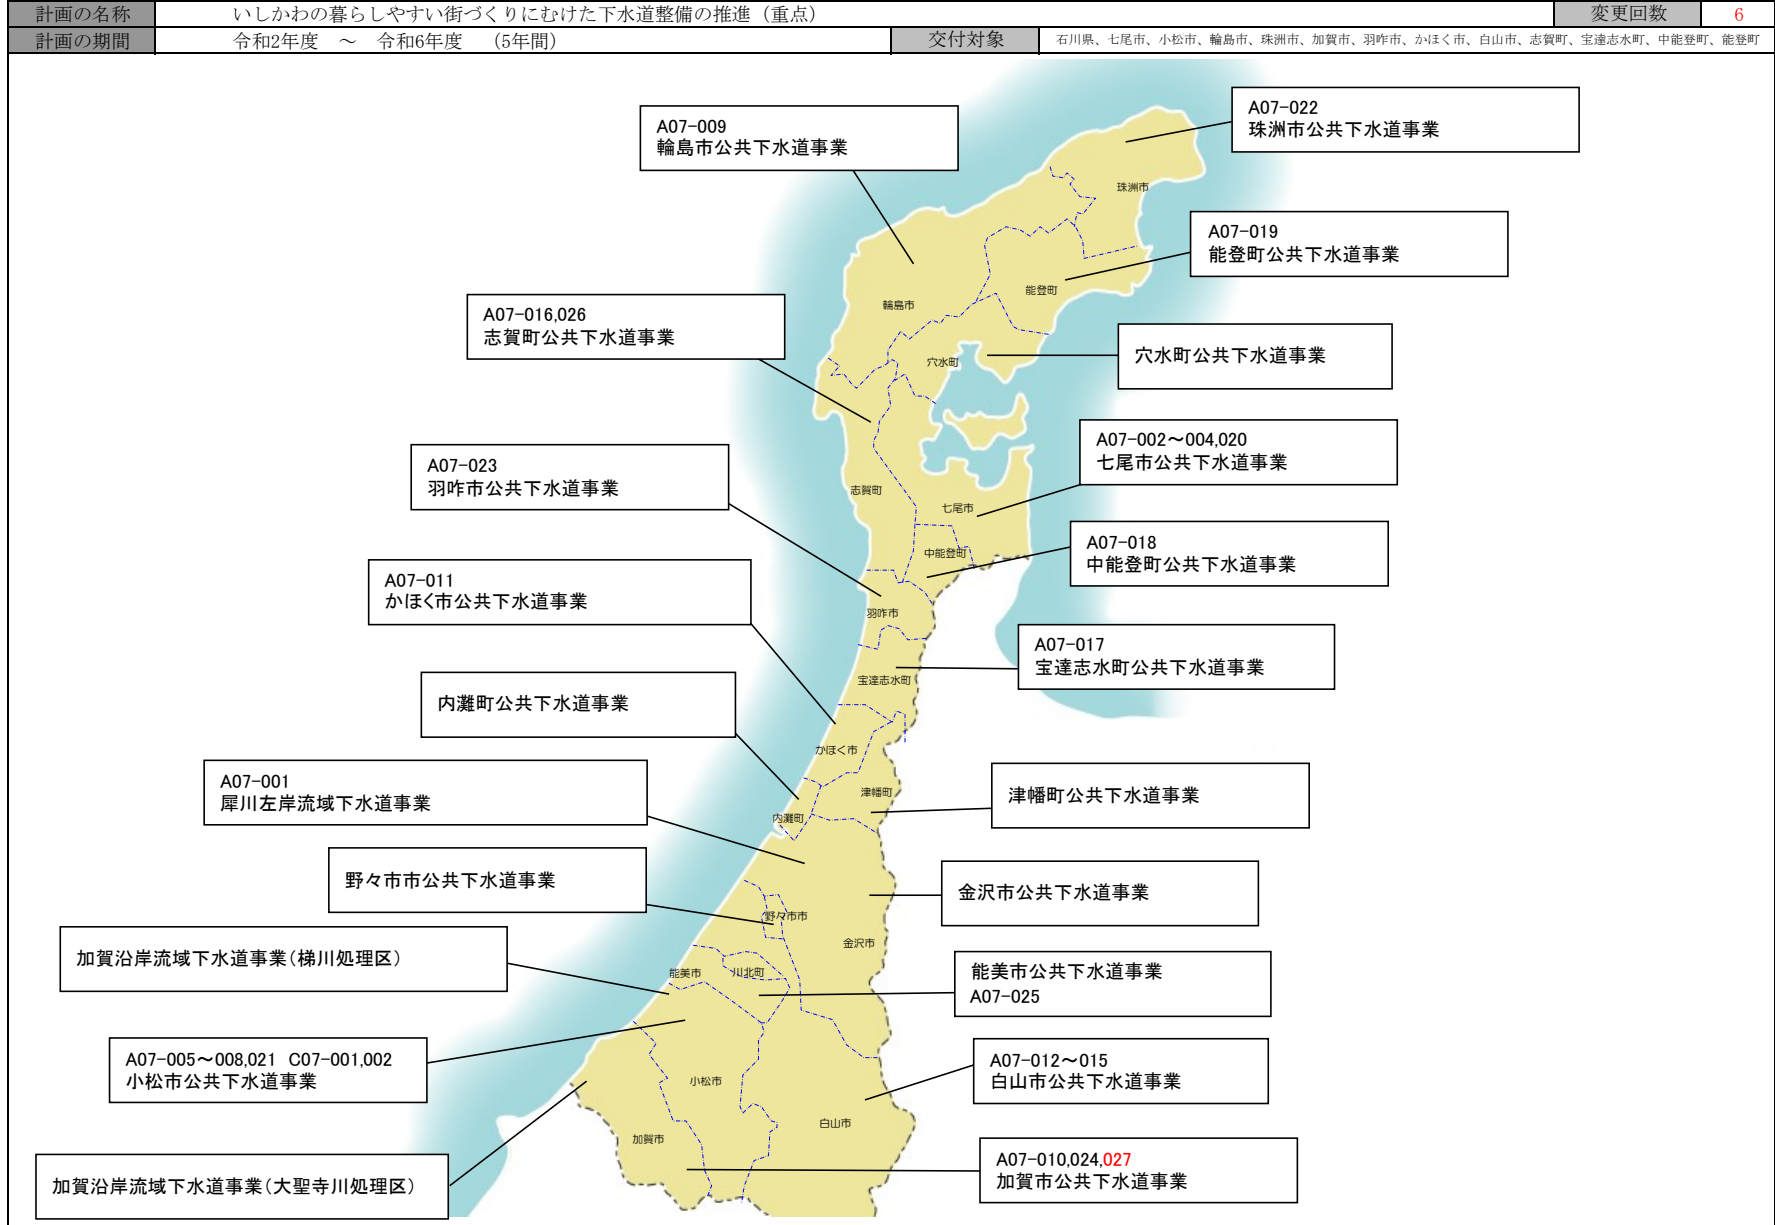 計画の名称 いしかわの暮らしやすい街づくりにむけた下水道整備の推進（重点） 変更回数 6
計画の期間 令和2年度 ～ 令和6年度 （5年間） 交付対象 石川県、七尾市、小松市、輪島市、珠洲市、加賀市、羽咋市、かほく市、白山市、志賀町、宝達志水町、中能登町、能登町
A07-022
珠洲市公共下水道事業
A07-009
輪島市公共下水道事業
珠洲市
A07-019
能登町公共下水道事業
能登町
輪島市
A07-016,026
志賀町公共下水道事業
穴水町公共下水道事業
穴水町
A07-002～004,020
七尾市公共下水道事業
A07-023
羽咋市公共下水道事業
志賀町
七尾市
A07-018
中能登町公共下水道事業
中能登町
A07-011
かほく市公共下水道事業
羽咋市
A07-017
宝達志水町公共下水道事業
宝達志水町
内灘町公共下水道事業
かほく市
A07-001
犀川左岸流域下水道事業
津幡町公共下水道事業
津幡町
内灘町
野々市市公共下水道事業
金沢市公共下水道事業
野々市市
金沢市
加賀沿岸流域下水道事業(梯川処理区)
能美市
川北町
能美市公共下水道事業
A07-025
A07-005～008,021 C07-001,002
小松市公共下水道事業
A07-012～015
白山市公共下水道事業
小松市
白山市
加賀市
A07-010,024,027
加賀市公共下水道事業
加賀沿岸流域下水道事業(大聖寺川処理区)